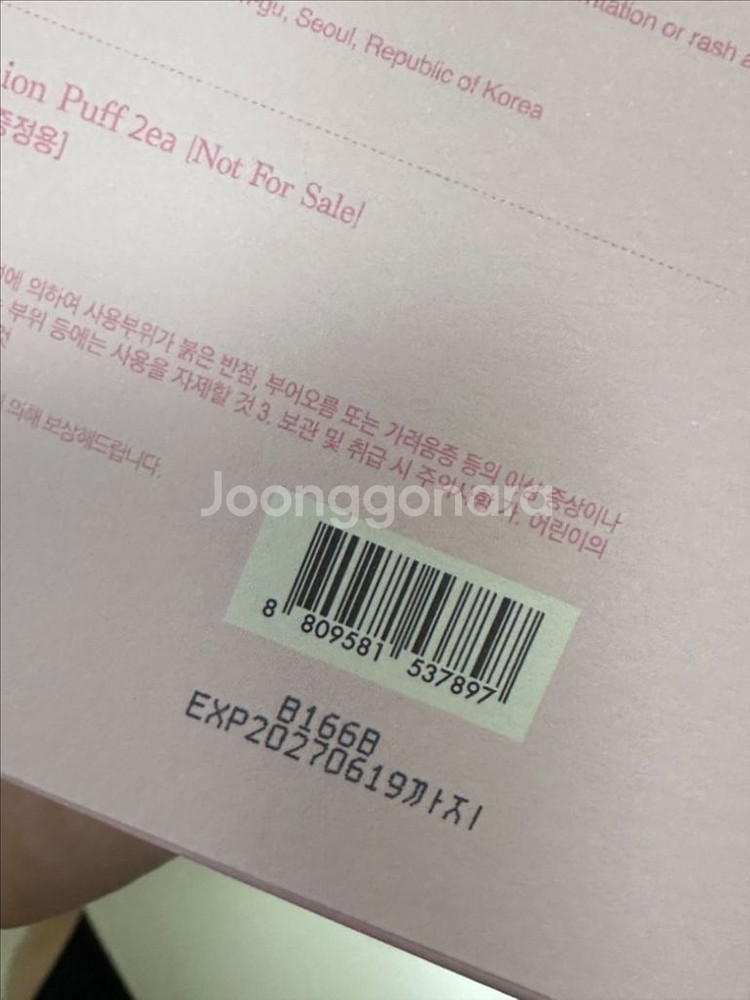 Seoul, Republic of Korea
or rash
Puff 2ea [Not For Sale]
증정용]
의하여 사용부위가 붉은 반점, 부어오름 또는 가려움증 등의 이상 증상이나
부위 등에는 사용을 자제할 것 3. 보관 및 취급 시 주의사항 가. 어린이의
의해 보상해드립니다.
Joonggonara
8 809581 537897
B166B
EXP20270619까지